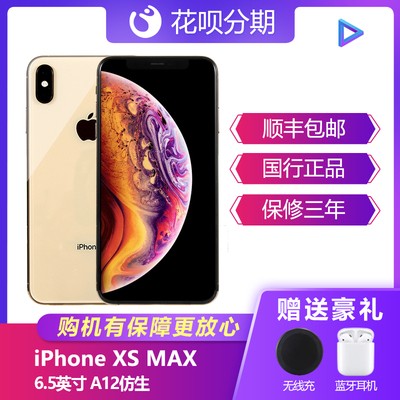 花呗分期
顺丰包邮
国行正品
保修三年
iPhone
购机有保障更放心
赠送豪礼
iPhone XS MAX
6.5英寸 A12仿生
无线充
蓝牙耳机